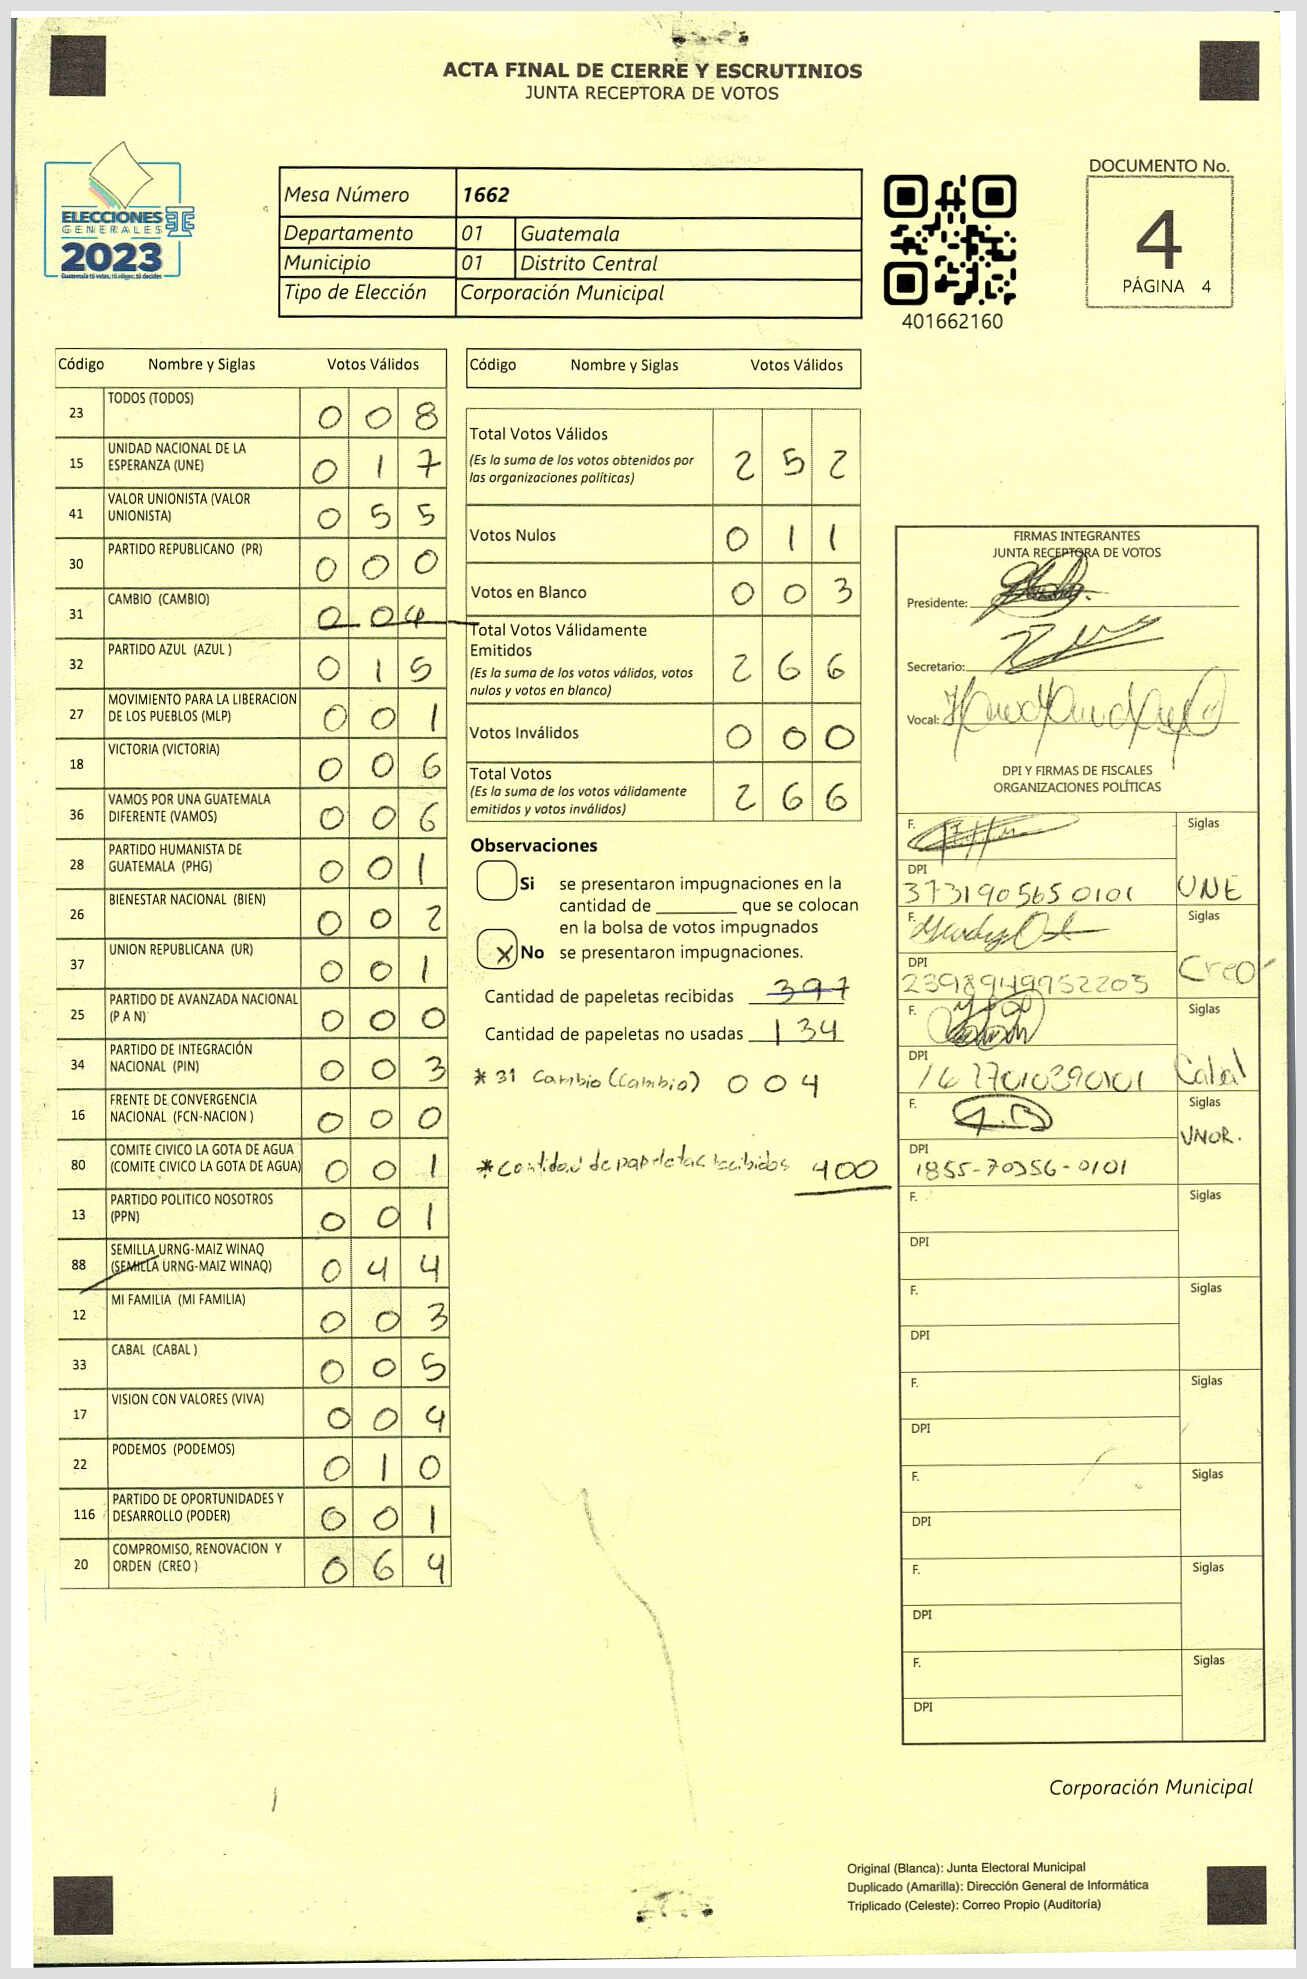 ACTA FINAL DE CIERRE Y ESCRUTINIOS
JUNTA RECEPTORA DE VOTOS
ELECCIONES
GENERALES
2023
Guatemala tú votas, tú eliges, tú decides
Mesa Número 1662
Departamento 01 Guatemala
Municipio 01 Distrito Central
Tipo de Elección Corporación Municipal
401662160
DOCUMENTO No.
4
PÁGINA 4
Código Nombre y Siglas Votos Válidos
23 TODOS (TODOS) 0 0 8
15 UNIDAD NACIONAL DE LA
ESPERANZA (UNE) 0 1 7
41 VALOR UNIONISTA (VALOR
UNIONISTA) 0 5 5
30 PARTIDO REPUBLICANO (PR) 0 0 0
31 CAMBIO (CAMBIO) 0 0 4
32 PARTIDO AZUL (AZUL ) 0 1 5
27 MOVIMIENTO PARA LA LIBERACION
DE LOS PUEBLOS (MLP) 0 0 1
18 VICTORIA (VICTORIA) 0 0 6
36 VAMOS POR UNA GUATEMALA
DIFERENTE (VAMOS) 0 0 6
28 PARTIDO HUMANISTA DE
GUATEMALA (PHG) 0 0 1
26 BIENESTAR NACIONAL (BIEN) 0 0 2
37 UNION REPUBLICANA (UR) 0 0 1
25 PARTIDO DE AVANZADA NACIONAL
(P A N) 0 0 0
34 PARTIDO DE INTEGRACIÓN
NACIONAL (PIN) 0 0 3
16 FRENTE DE CONVERGENCIA
NACIONAL (FCN-NACION ) 0 0 0
80 COMITE CIVICO LA GOTA DE AGUA
(COMITE CIVICO LA GOTA DE AGUA) 0 0 1
13 PARTIDO POLITICO NOSOTROS
(PPN) 0 0 1
88 SEMILLA URNG-MAIZ WINAQ
(SEMILLA URNG-MAIZ WINAQ) 0 4 4
12 MI FAMILIA (MI FAMILIA) 0 0 3
33 CABAL (CABAL ) 0 0 5
17 VISION CON VALORES (VIVA) 0 0 4
22 PODEMOS (PODEMOS) 0 1 0
116 PARTIDO DE OPORTUNIDADES Y
DESARROLLO (PODER) 0 0 1
20 COMPROMISO, RENOVACION Y
ORDEN (CREO ) 0 6 4
Código Nombre y Siglas Votos Válidos
Total Votos Válidos
(Es la suma de los votos obtenidos por
las organizaciones políticas) 2 5 2
Votos Nulos 0 1 1
Votos en Blanco 0 0 3
Total Votos Válidamente
Emitidos
(Es la suma de los votos válidos, votos
nulos y votos en blanco) 2 6 6
Votos Inválidos 0 0 0
Total Votos
(Es la suma de los votos válidamente
emitidos y votos inválidos) 2 6 6
Observaciones
Si se presentaron impugnaciones en la
cantidad de ________ que se colocan
en la bolsa de votos impugnados
X No se presentaron impugnaciones.
Cantidad de papeletas recibidas 397
Cantidad de papeletas no usadas 134
* 31 Cambio (Cambio) 0 0 4
* Cantidad de papeletas recibidas 400
FIRMAS INTEGRANTES
JUNTA RECEPTORA DE VOTOS
Presidente:
Secretario:
Vocal:
DPI Y FIRMAS DE FISCALES
ORGANIZACIONES POLÍTICAS
F. Siglas
DPI
373190565 0101 UNE
F. Siglas
DPI
2398949952203 Creo
F. Siglas
DPI
1627010390101 Cabal
F. Siglas
UNOR.
DPI
1855-70356-0101
F. Siglas
DPI
F. Siglas
DPI
F. Siglas
DPI
F. Siglas
DPI
F. Siglas
DPI
F. Siglas
DPI
Corporación Municipal
Original (Blanca): Junta Electoral Municipal
Duplicado (Amarilla): Dirección General de Informática
Triplicado (Celeste): Correo Propio (Auditoría)